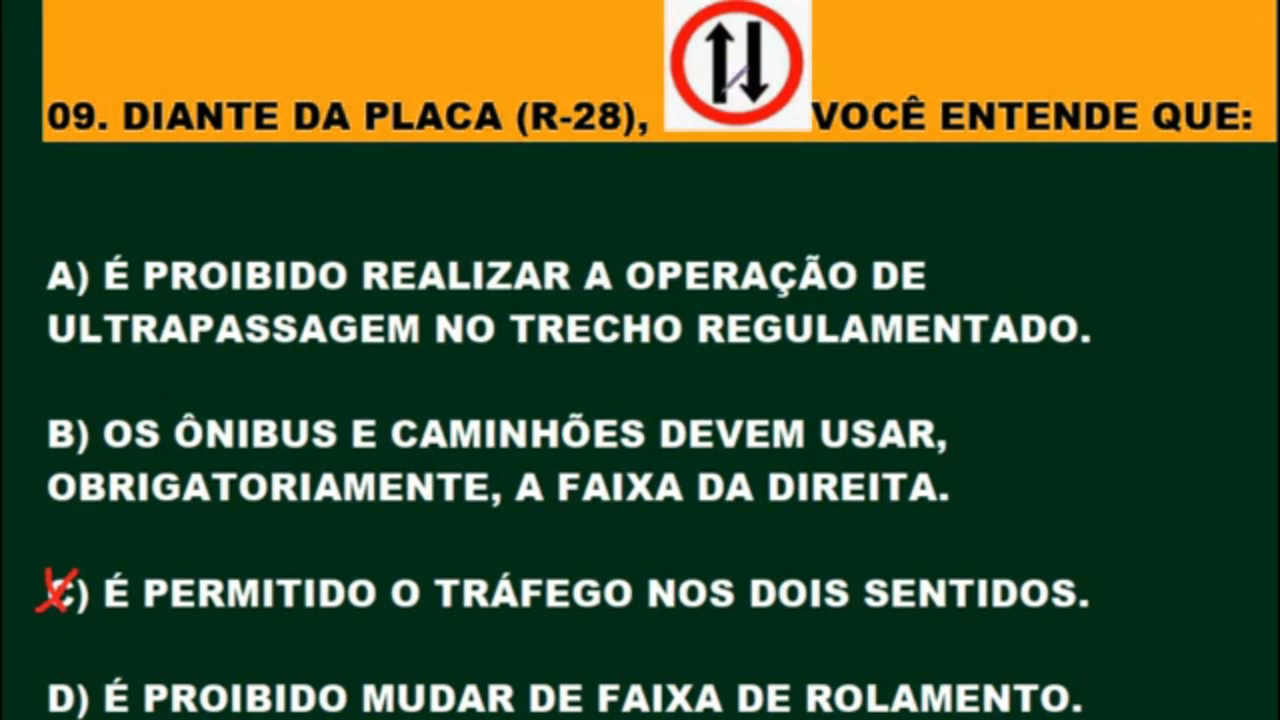 09. DIANTE DA PLACA (R-28), VOCÊ ENTENDE QUE:
A) É PROIBIDO REALIZAR A OPERAÇÃO DE
ULTRAPASSAGEM NO TRECHO REGULAMENTADO.
B) OS ÔNIBUS E CAMINHÕES DEVEM USAR,
OBRIGATORIAMENTE, A FAIXA DA DIREITA.
C) É PERMITIDO O TRÁFEGO NOS DOIS SENTIDOS.
D) É PROIBIDO MUDAR DE FAIXA DE ROLAMENTO.